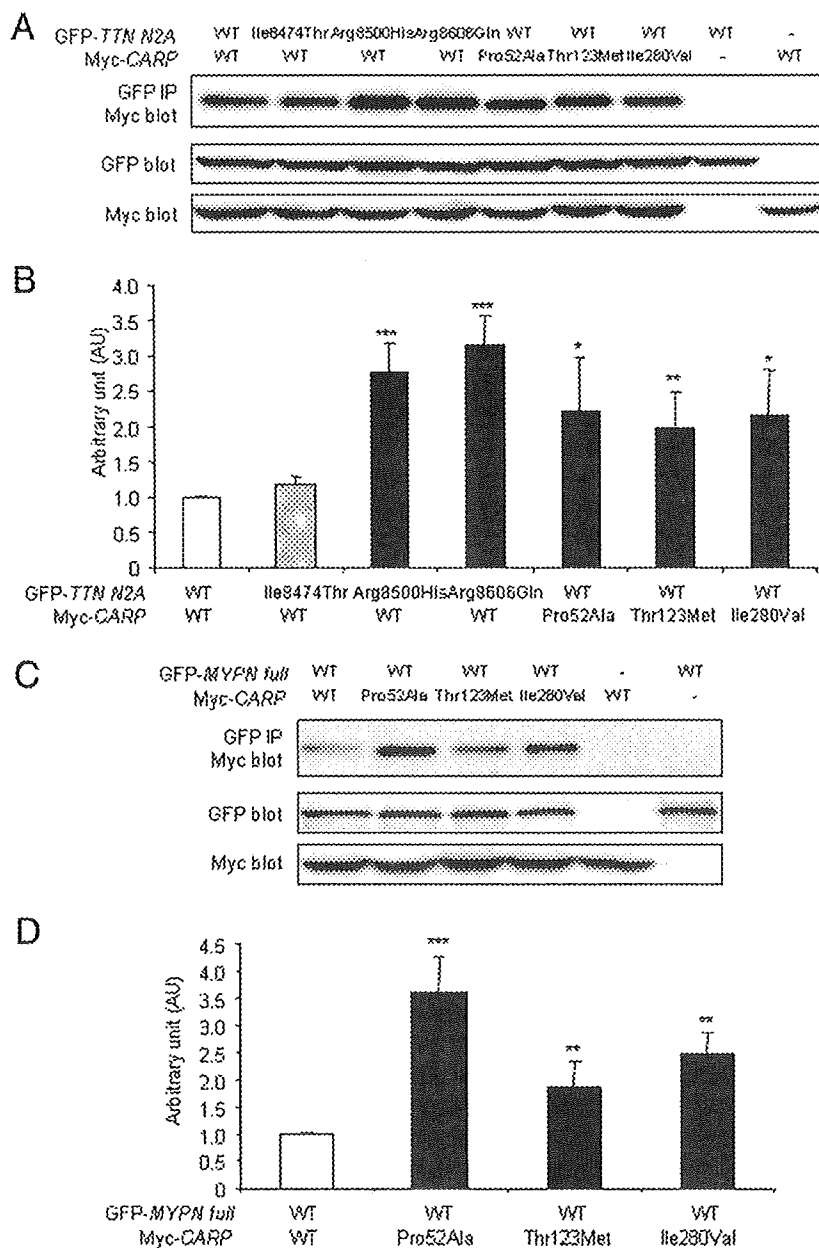 A
GFP-TTN N2A WT Ile8474Thr Arg8500His Arg8606Gln WT WT WT WT -
Myc-CARP WT WT WT WT Pro52Ala Thr123Met Ile280Val - WT
GFP IP
Myc blot
GFP blot
Myc blot
B
Arbitrary unit (AU)
4.0
3.5
3.0
2.5
2.0
1.5
1.0
0.5
0
*** *** * ** *
GFP-TTN N2A WT Ile8474Thr Arg8500His Arg8606Gln WT WT WT
Myc-CARP WT WT WT WT Pro52Ala Thr123Met Ile280Val
C
GFP-MYPN full WT WT WT WT - WT
Myc-CARP WT Pro52Ala Thr123Met Ile280Val WT -
GFP IP
Myc blot
GFP blot
Myc blot
D
Arbitrary unit (AU)
4.5
4.0
3.5
3.0
2.5
2.0
1.5
1.0
0.5
0
*** ** **
GFP-MYPN full WT WT WT WT
Myc-CARP WT Pro52Ala Thr123Met Ile280Val